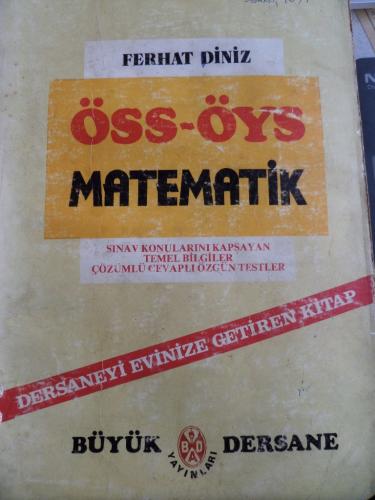 FERHAT DİNİZ
ÖSS-ÖYS
MATEMATİK
SINAV KONULARINI KAPSAYAN
TEMEL BİLGİLER
ÇÖZÜMLÜ CEVAPLI ÖZGÜN TESTLER
DERSANEYİ EVİNİZE GETİREN KİTAP
BÜYÜK DERSANE
BDA
YAYINLARI